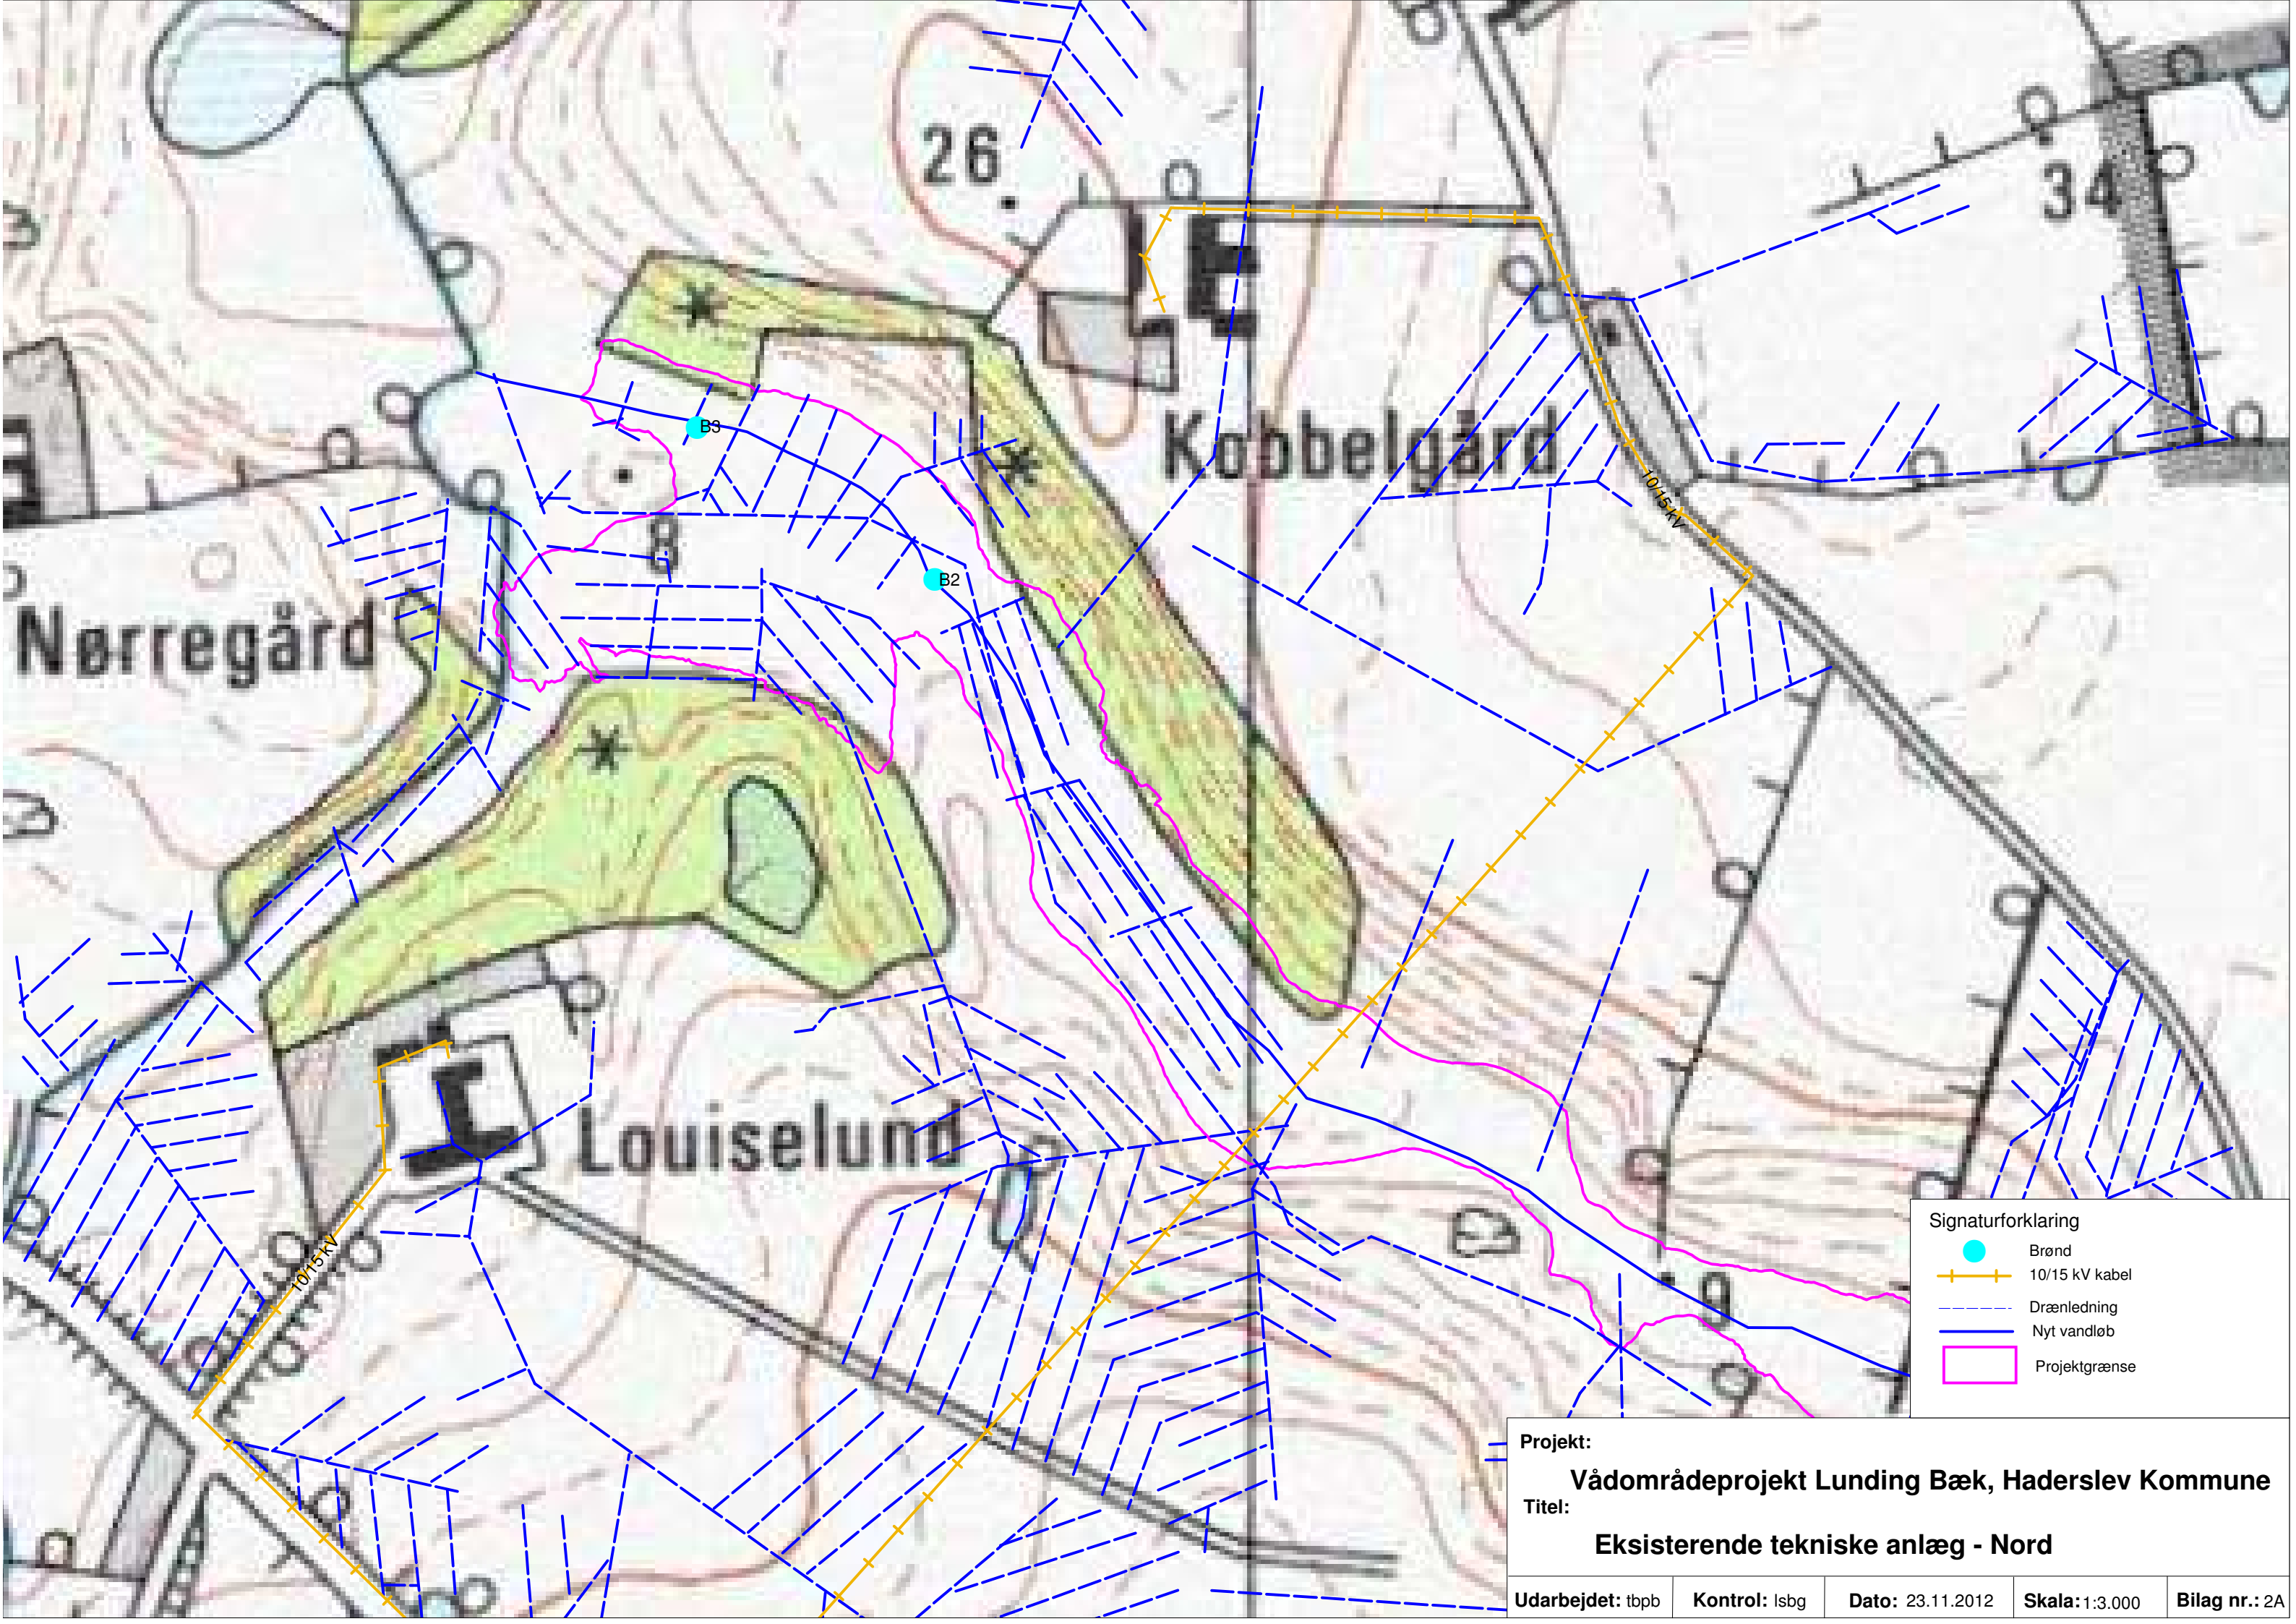 26
34
B3
Kobbelgård
10/15 kV
8
B2
Nørregård
Louiselund
10/15 kV
9
Signaturforklaring
Brønd
10/15 kV kabel
Drænledning
Nyt vandløb
Projektgrænse
Projekt:
Vådområdeprojekt Lunding Bæk, Haderslev Kommune
Titel:
Eksisterende tekniske anlæg - Nord
Udarbejdet: tbpb Kontrol: lsbg Dato: 23.11.2012 Skala: 1:3.000 Bilag nr.: 2A